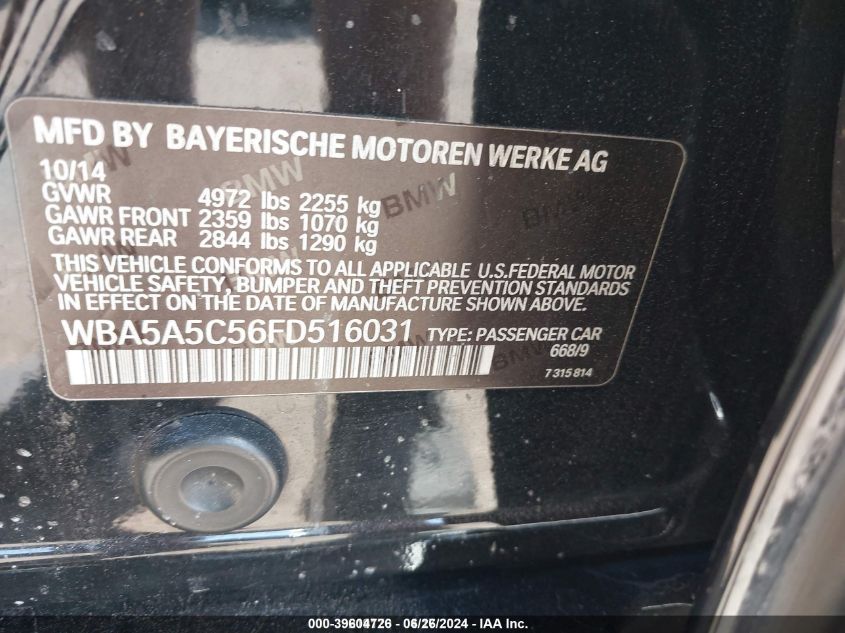 MFD BY BAYERISCHE MOTOREN WERKE AG
10/14
GVWR 4972 lbs 2255 kg
GAWR FRONT 2359 lbs 1070 kg
GAWR REAR 2844 lbs 1290 kg
THIS VEHICLE CONFORMS TO ALL APPLICABLE U.S.FEDERAL MOTOR
VEHICLE SAFETY, BUMPER AND THEFT PREVENTION STANDARDS
IN EFFECT ON THE DATE OF MANUFACTURE SHOWN ABOVE.
WBA5A5C56FD516031 TYPE: PASSENGER CAR
668/9
7 315 814
BMW
BMW
000-39604726 - 06/26/2024 - IAA Inc.